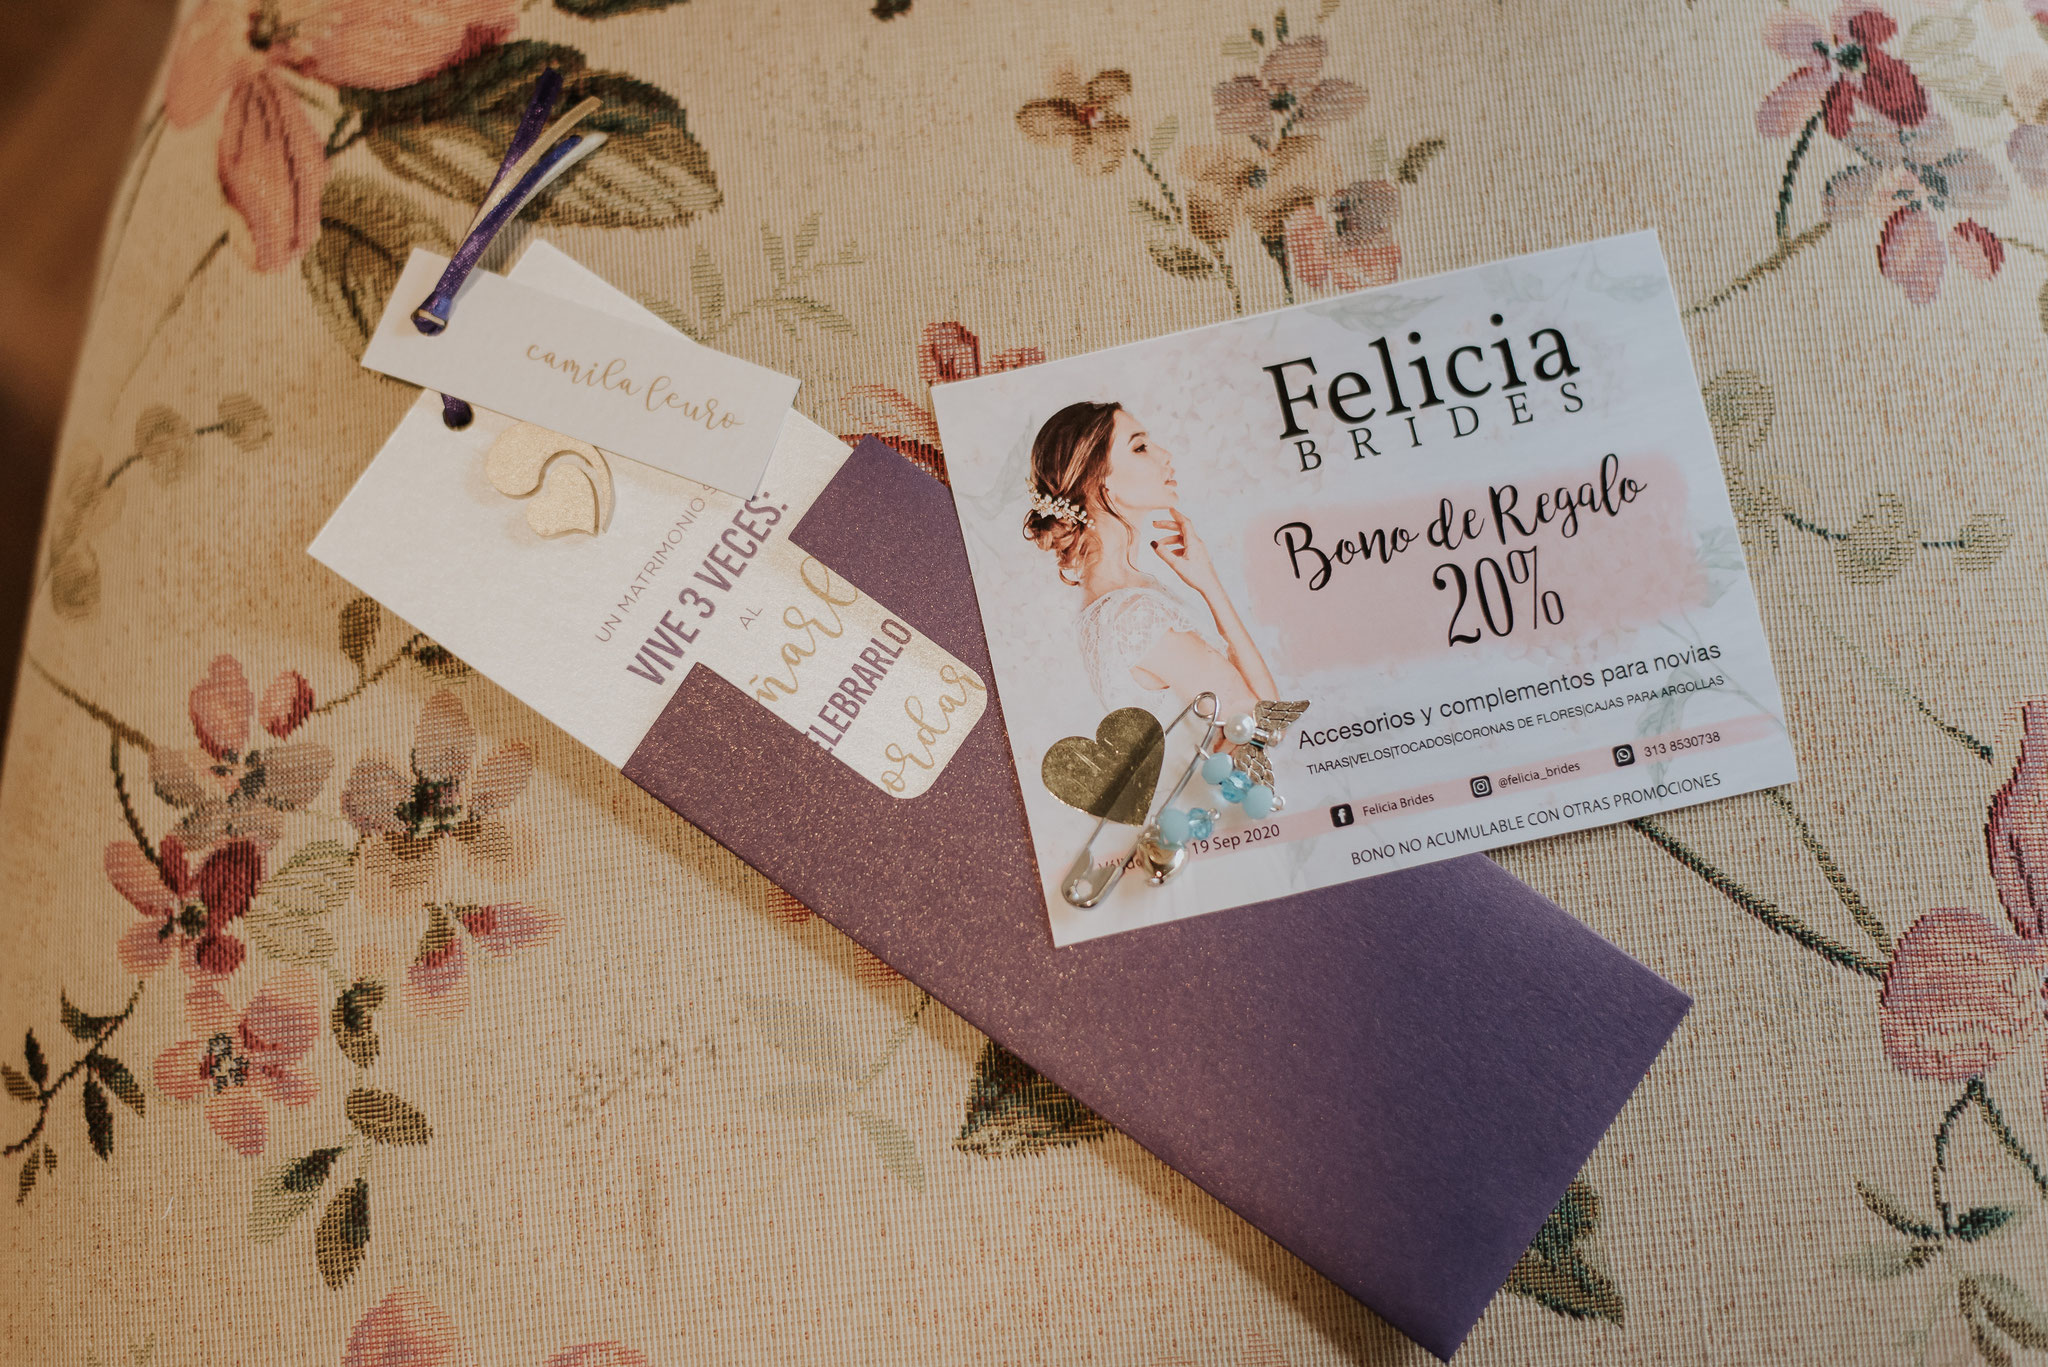 camila leuro
UN MATRIMONIO
VIVE 3 VECES:
AL
Felicia
BRIDES
Bono de Regalo
20%
Accesorios y complementos para novias
TIARAS|VELOS|TOCADOS|CORONAS DE FLORES|CAJAS PARA ARGOLLAS
19 Sep 2020 Felicia Brides @felicia_brides 313 8530738
BONO NO ACUMULABLE CON OTRAS PROMOCIONES